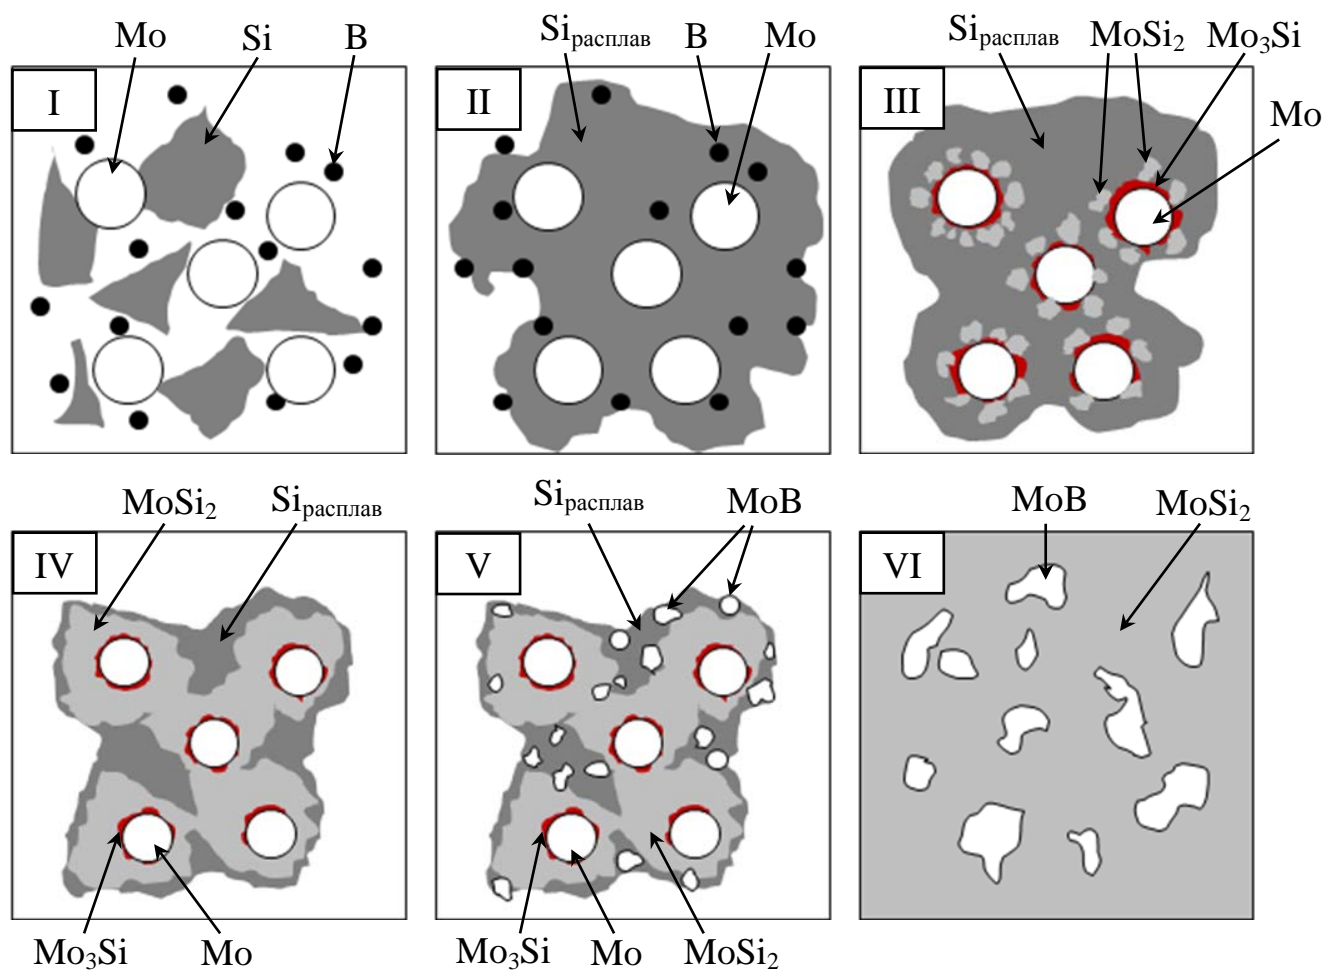 Mo Si B
I
Siрасплав B Mo
II
Siрасплав MoSi2 Mo3Si
III
Mo
MoSi2 Siрасплав
IV
Mo3Si Mo
Siрасплав MoB
V
Mo3Si Mo MoSi2
MoB MoSi2
VI